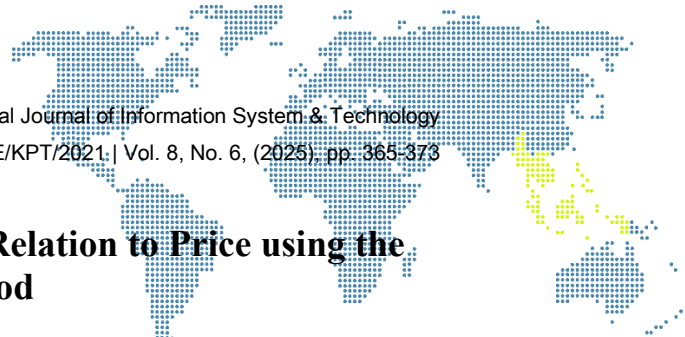 al Journal of Information System & Technology
E/KPT/2021 | Vol. 8, No. 6, (2025), pp. 365-373
Relation to Price using the
od